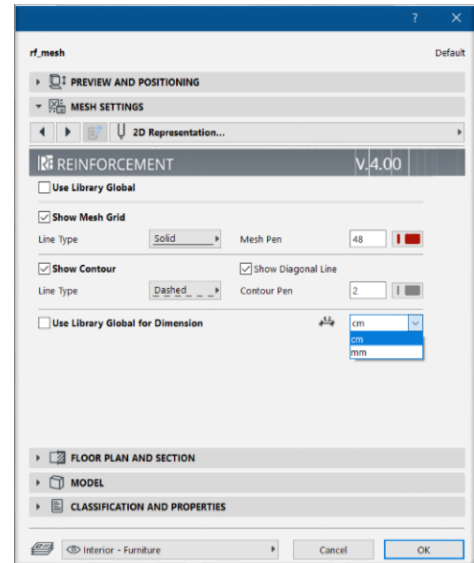 rf_mesh Default
PREVIEW AND POSITIONING
MESH SETTINGS
2D Representation...
REINFORCEMENT V.4.00
Use Library Global
Show Mesh Grid
Line Type Solid Mesh Pen 48
Show Contour Show Diagonal Line
Line Type Dashed Contour Pen 2
Use Library Global for Dimension cm
cm
mm
FLOOR PLAN AND SECTION
MODEL
CLASSIFICATION AND PROPERTIES
Interior - Furniture Cancel OK